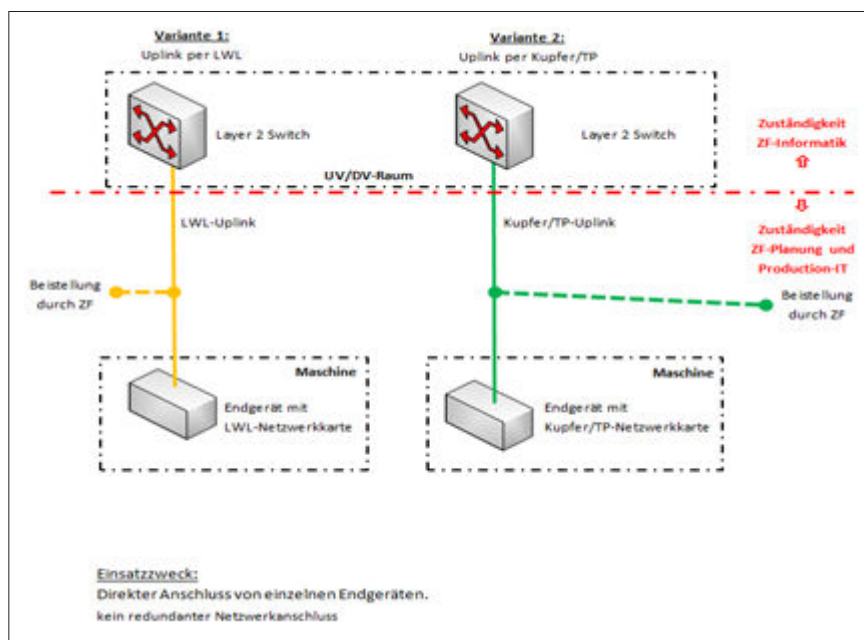 Variante 1:
Uplink per LWL
Variante 2:
Uplink per Kupfer/TP
Layer 2 Switch
Layer 2 Switch
UV/DV-Raum
Zuständigkeit
ZF-Informatik
Zuständigkeit
ZF-Planung und
Production-IT
LWL-Uplink
Kupfer/TP-Uplink
Beistellung
durch ZF
Beistellung
durch ZF
Maschine
Endgerät mit
LWL-Netzwerkkarte
Maschine
Endgerät mit
Kupfer/TP-Netzwerkkarte
Einsatzzweck:
Direkter Anschluss von einzelnen Endgeräten.
kein redundanter Netzwerkanschluss